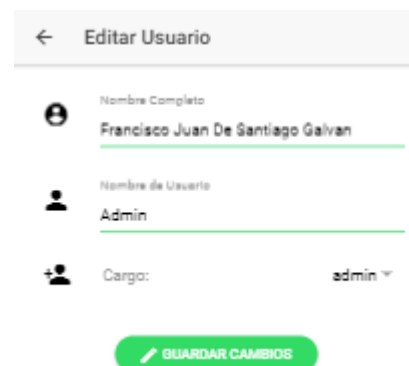 Editar Usuario
Nombre Completo
Francisco Juan De Santiago Galvan
Nombre de Usuario
Admin
Cargo: admin
GUARDAR CAMBIOS